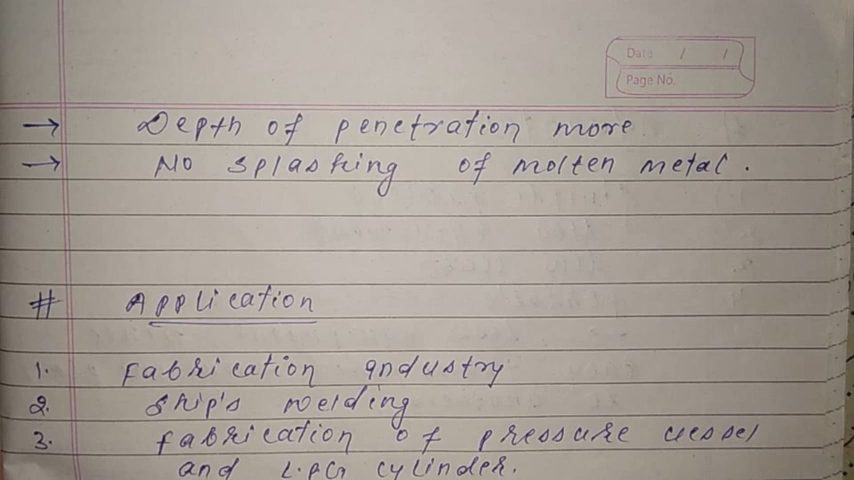 Date / /
Page No.
→ Depth of penetration more
→ No splashing of molten metal.
# Application
1. Fabrication industry
2. Ship's welding
3. fabrication of pressure vessel
and L.PG cylinder.